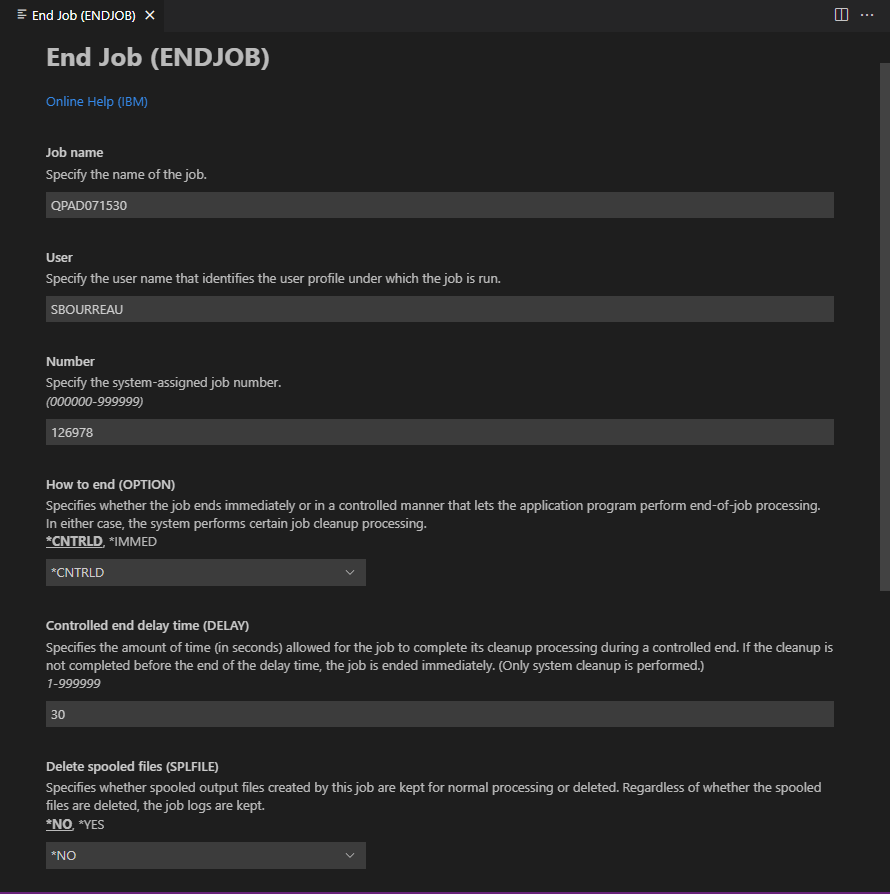 End Job (ENDJOB)
End Job (ENDJOB)
Online Help (IBM)
Job name
Specify the name of the job.
QPAD071530
User
Specify the user name that identifies the user profile under which the job is run.
SBOURREAU
Number
Specify the system-assigned job number.
(000000-999999)
126978
How to end (OPTION)
Specifies whether the job ends immediately or in a controlled manner that lets the application program perform end-of-job processing.
In either case, the system performs certain job cleanup processing.
*CNTRLD, *IMMED
*CNTRLD
Controlled end delay time (DELAY)
Specifies the amount of time (in seconds) allowed for the job to complete its cleanup processing during a controlled end. If the cleanup is
not completed before the end of the delay time, the job is ended immediately. (Only system cleanup is performed.)
1-999999
30
Delete spooled files (SPLFILE)
Specifies whether spooled output files created by this job are kept for normal processing or deleted. Regardless of whether the spooled
files are deleted, the job logs are kept.
*NO, *YES
*NO